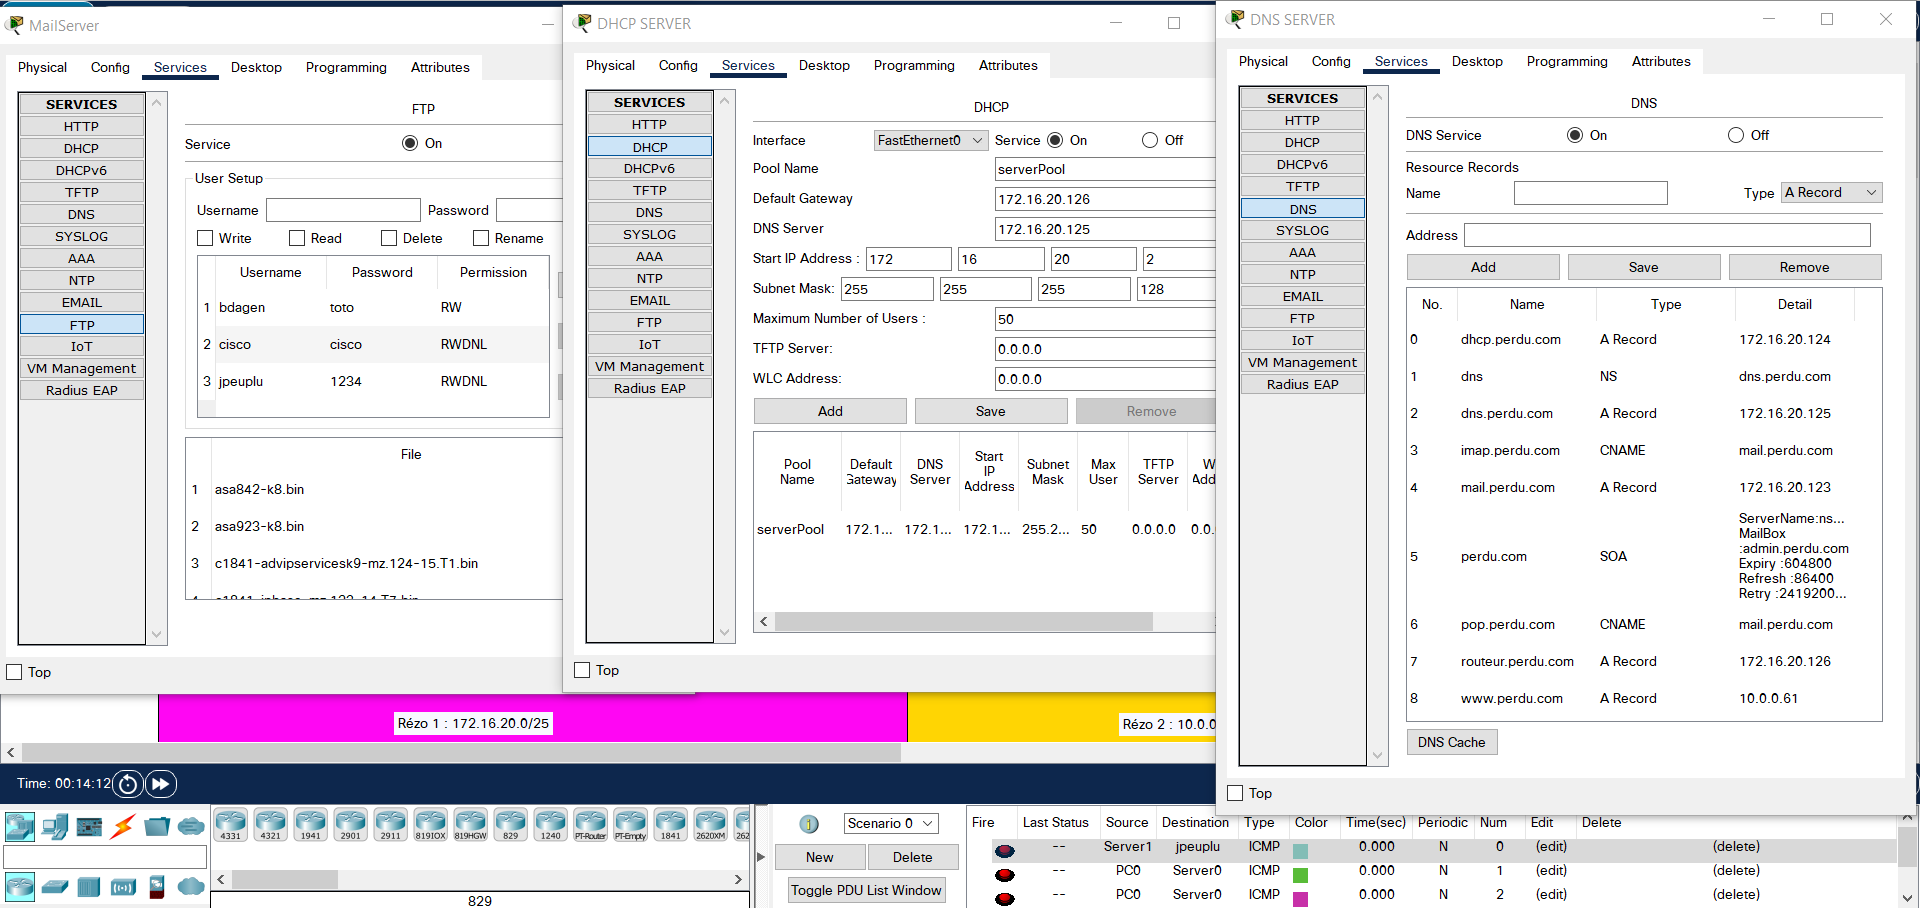 MailServer
Physical Config Services Desktop Programming Attributes
SERVICES
HTTP
DHCP
DHCPv6
TFTP
DNS
SYSLOG
AAA
NTP
EMAIL
FTP
IoT
VM Management
Radius EAP
FTP
Service On
User Setup
Username Password
Write Read Delete Rename
Username Password Permission
1 bdagen toto RW
2 cisco cisco RWDNL
3 jpeuplu 1234 RWDNL
File
1 asa842-k8.bin
2 asa923-k8.bin
3 c1841-advipservicesk9-mz.124-15.T1.bin
Top
DHCP SERVER
Physical Config Services Desktop Programming Attributes
SERVICES
HTTP
DHCP
DHCPv6
TFTP
DNS
SYSLOG
AAA
NTP
EMAIL
FTP
IoT
VM Management
Radius EAP
DHCP
Interface FastEthernet0 Service On Off
Pool Name serverPool
Default Gateway 172.16.20.126
DNS Server 172.16.20.125
Start IP Address : 172 16 20 2
Subnet Mask: 255 255 255 128
Maximum Number of Users : 50
TFTP Server: 0.0.0.0
WLC Address: 0.0.0.0
Add Save Remove
Pool Name Default Gateway DNS Server Start IP Address Subnet Mask Max User TFTP Server W Add
serverPool 172.1... 172.1... 172.1... 255.2... 50 0.0.0.0 0.0.
Top
DNS SERVER
Physical Config Services Desktop Programming Attributes
SERVICES
HTTP
DHCP
DHCPv6
TFTP
DNS
SYSLOG
AAA
NTP
EMAIL
FTP
IoT
VM Management
Radius EAP
DNS
DNS Service On Off
Resource Records
Name Type A Record
Address
Add Save Remove
No. Name Type Detail
0 dhcp.perdu.com A Record 172.16.20.124
1 dns NS dns.perdu.com
2 dns.perdu.com A Record 172.16.20.125
3 imap.perdu.com CNAME mail.perdu.com
4 mail.perdu.com A Record 172.16.20.123
5 perdu.com SOA ServerName:ns...
MailBox
:admin.perdu.com
Expiry :604800
Refresh :86400
Retry :2419200...
6 pop.perdu.com CNAME mail.perdu.com
7 routeur.perdu.com A Record 172.16.20.126
8 www.perdu.com A Record 10.0.0.61
DNS Cache
Top
Rézo 1 : 172.16.20.0/25
Rézo 2 : 10.0.0
Time: 00:14:12
4331 4321 1941 2901 2911 819IOX 819HGW 829 1240 PT-Router PT-Empty 1841 2620XM 262
829
Scenario 0
New Delete
Toggle PDU List Window
Fire Last Status Source Destination Type Color Time(sec) Periodic Num Edit Delete
-- Server1 jpeuplu ICMP 0.000 N 0 (edit) (delete)
-- PC0 Server0 ICMP 0.000 N 1 (edit) (delete)
-- PC0 Server0 ICMP 0.000 N 2 (edit) (delete)